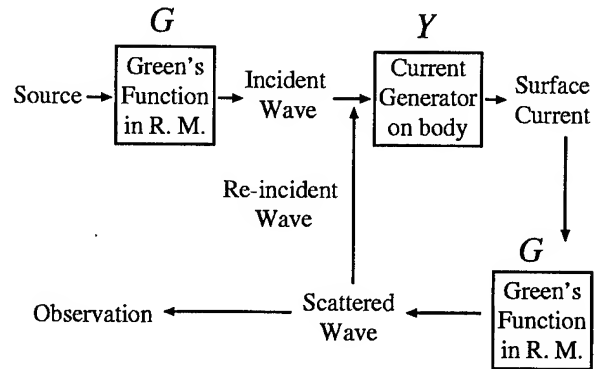 G
Y
Source
Green's
Function
in R. M.
Incident
Wave
Current
Generator
on body
Surface
Current
Re-incident
Wave
G
Green's
Function
in R. M.
Scattered
Wave
Observation